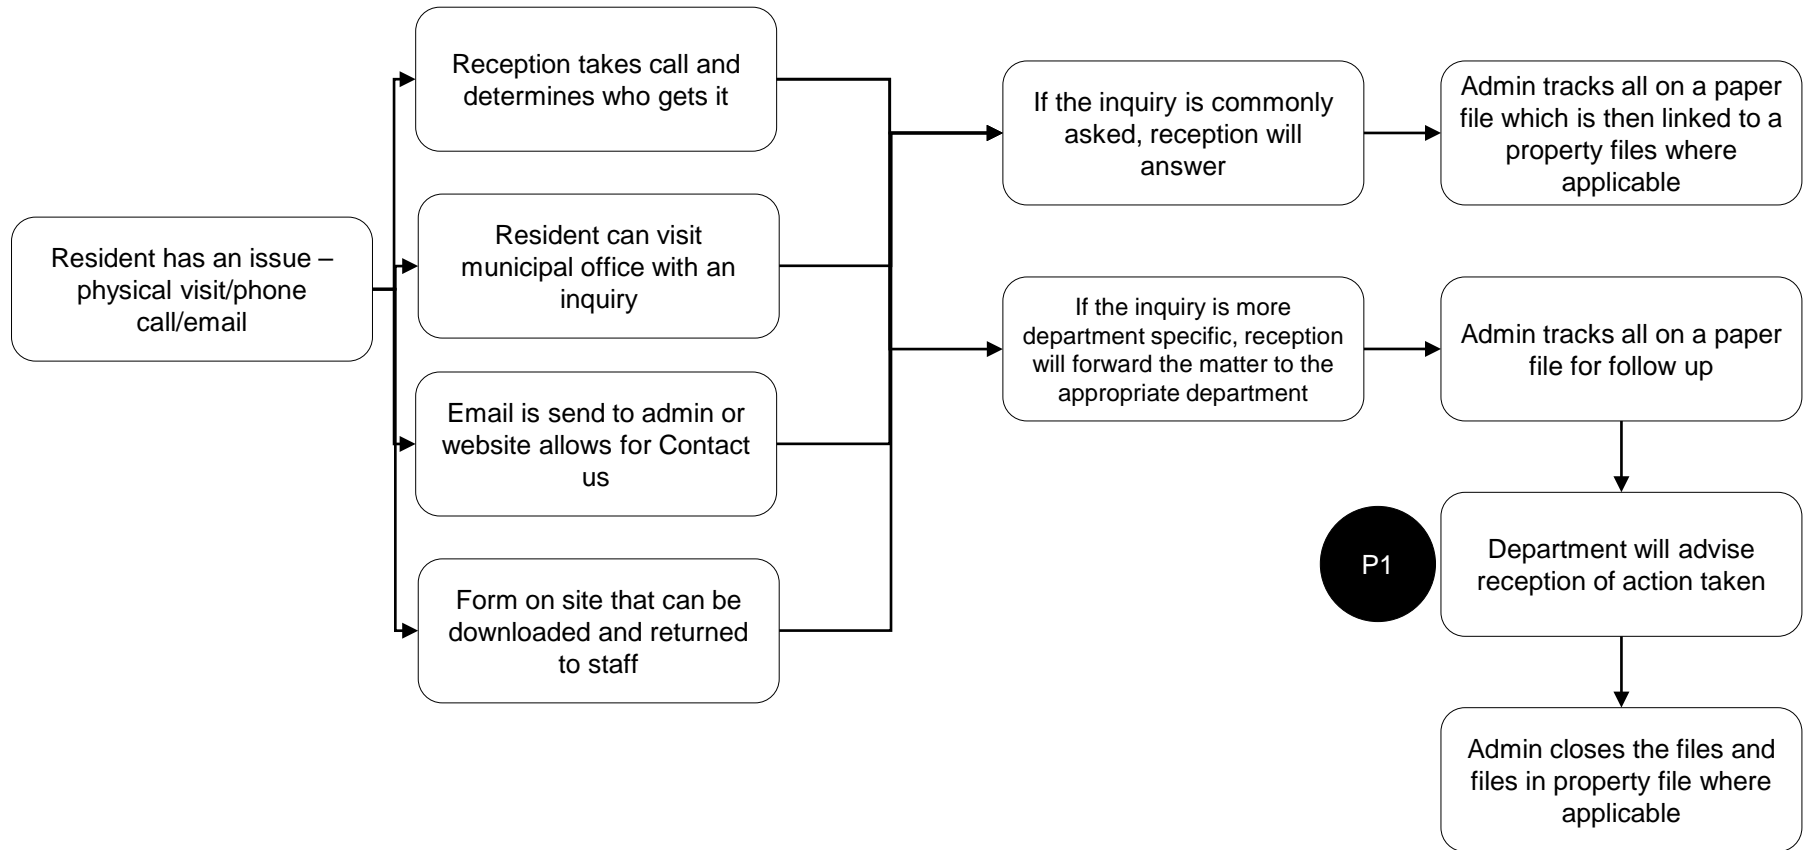 Resident has an issue –
physical visit/phone
call/email
Reception takes call and
determines who gets it
Resident can visit
municipal office with an
inquiry
Email is send to admin or
website allows for Contact
us
Form on site that can be
downloaded and returned
to staff
If the inquiry is commonly
asked, reception will
answer
If the inquiry is more
department specific, reception
will forward the matter to the
appropriate department
Admin tracks all on a paper
file which is then linked to a
property files where
applicable
Admin tracks all on a paper
file for follow up
P1
Department will advise
reception of action taken
Admin closes the files and
files in property file where
applicable